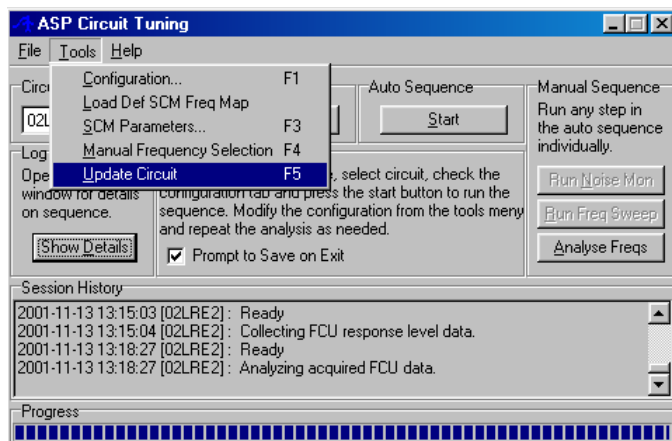 ASP Circuit Tuning
File Tools Help
Configuration... F1
Load Def SCM Freq Map
SCM Parameters... F3
Manual Frequency Selection F4
Update Circuit F5
Circu
02L
Auto Sequence
Start
Manual Sequence
Run any step in
the auto sequence
individually.
Run Noise Mon
Run Freq Sweep
Analyse Freqs
Log
Ope
window for details
on sequence.
Show Details
, select circuit, check the
configuration tab and press the start button to run the
sequence. Modify the configuration from the tools meny
and repeat the analysis as needed.
Prompt to Save on Exit
Session History
2001-11-13 13:15:03 [02LRE2] : Ready
2001-11-13 13:15:04 [02LRE2] : Collecting FCU response level data.
2001-11-13 13:18:27 [02LRE2] : Ready
2001-11-13 13:18:27 [02LRE2] : Analyzing acquired FCU data.
Progress